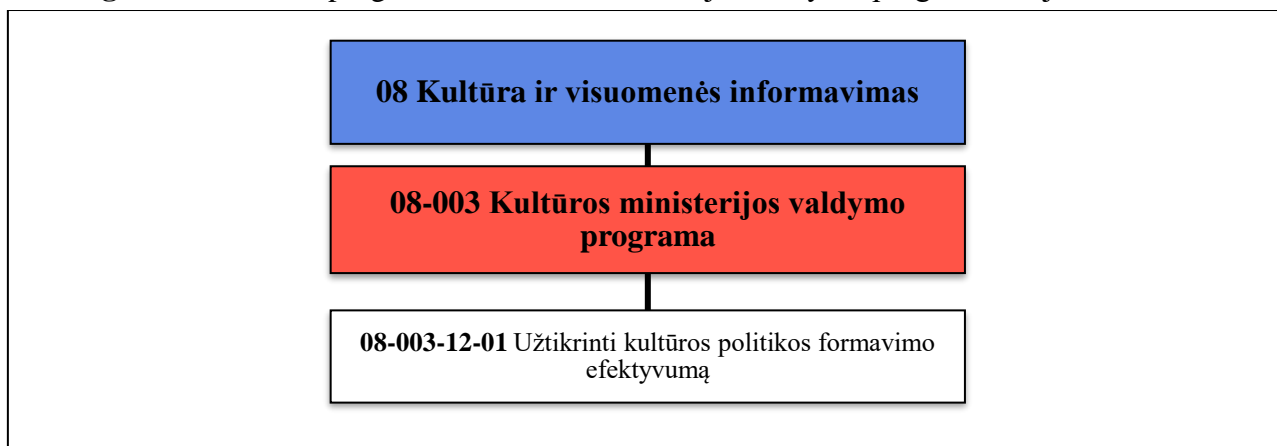 08 Kultūra ir visuomenės informavimas
08-003 Kultūros ministerijos valdymo
programa
08-003-12-01 Užtikrinti kultūros politikos formavimo
efektyvumą